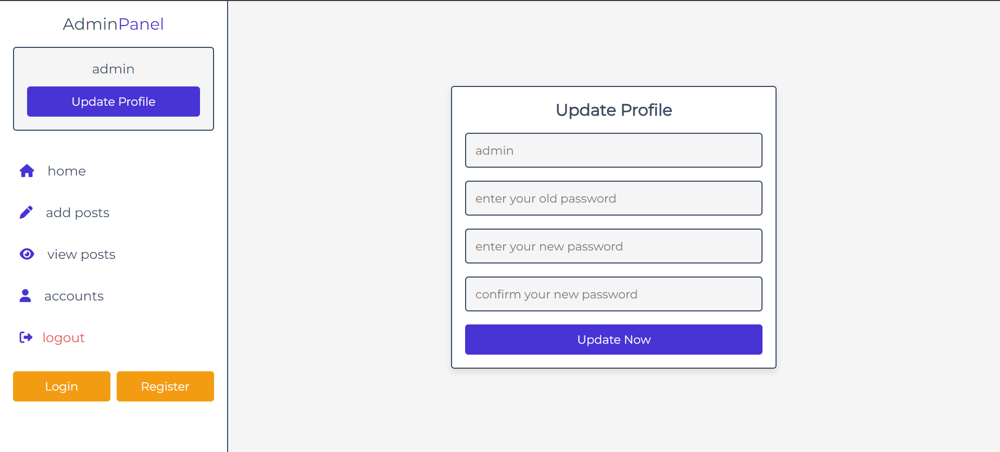 AdminPanel
admin
Update Profile
home
add posts
view posts
accounts
logout
Login
Register
Update Profile
admin
enter your old password
enter your new password
confirm your new password
Update Now